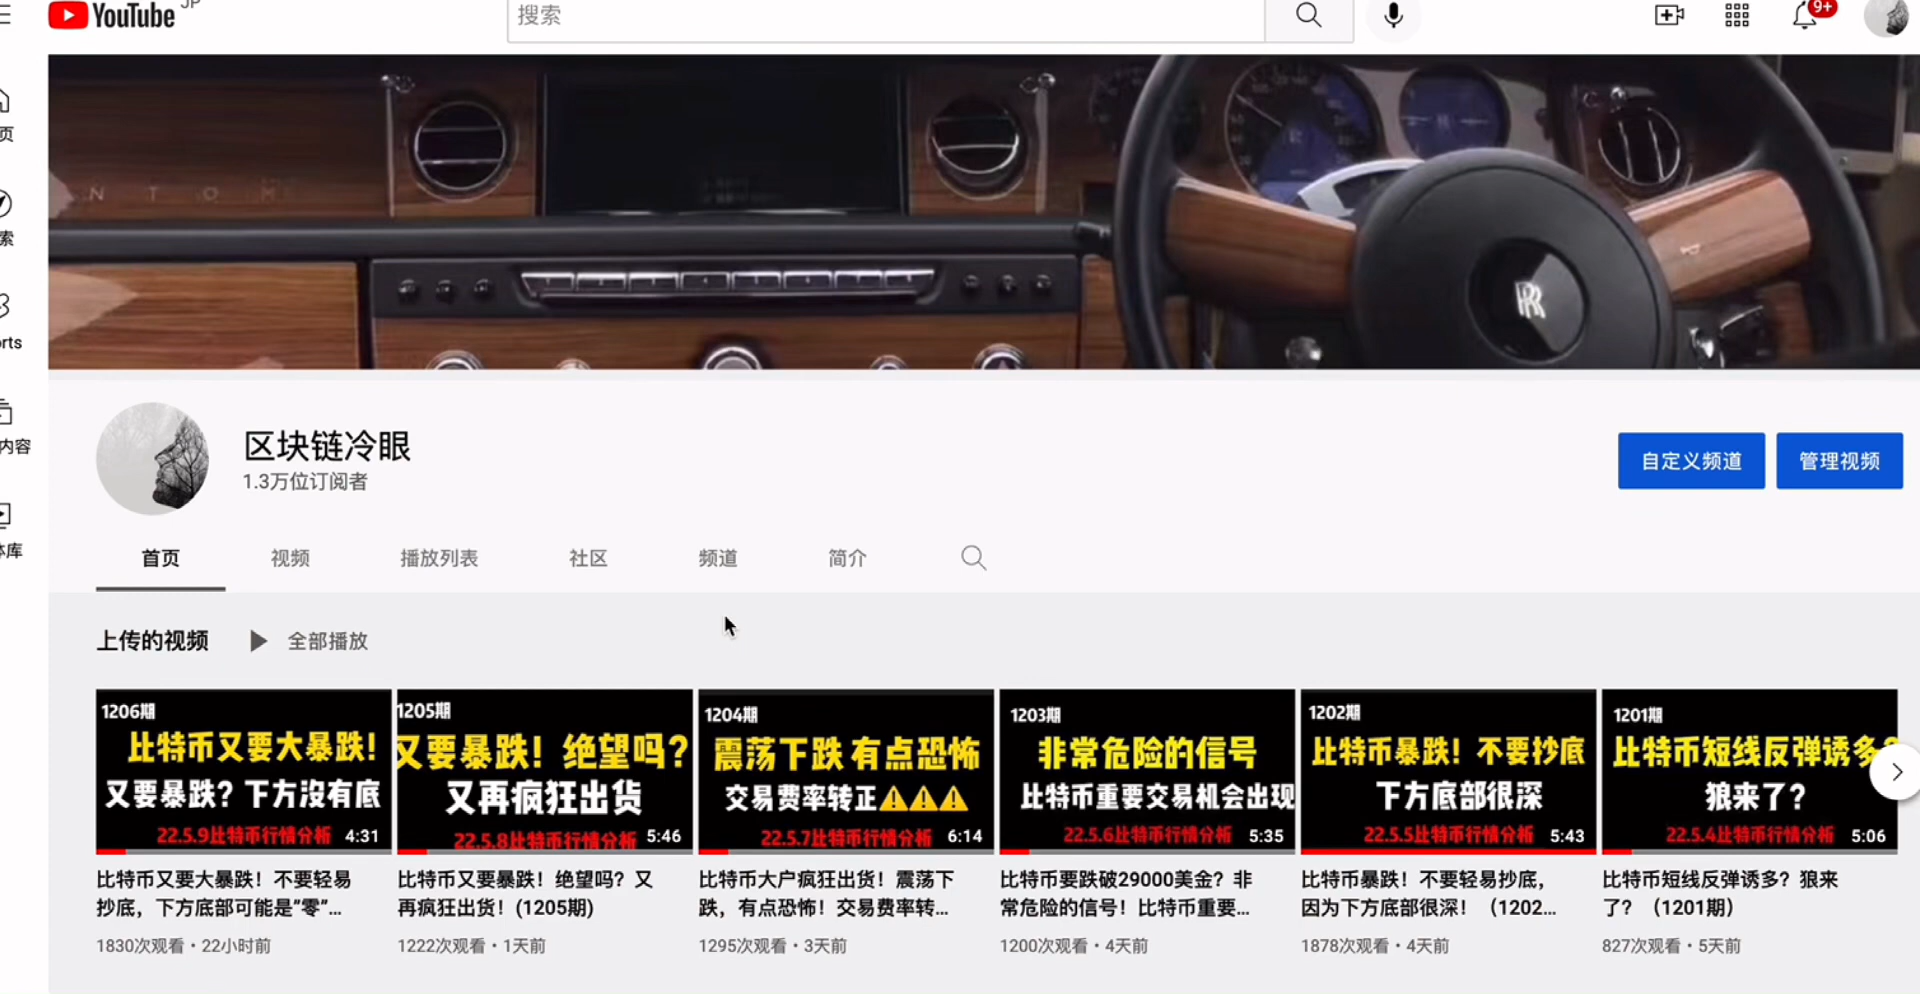 YouTube JP
搜索
9+
页
索
orts
内容
体库
N T O M
区块链冷眼
1.3万位订阅者
自定义频道
管理视频
首页
视频
播放列表
社区
频道
简介
上传的视频
全部播放
1206期
比特币又要大暴跌!
又要暴跌?下方没有底
22.5.9比特币行情分析
4:31
比特币又要大暴跌!不要轻易
抄底,下方底部可能是"零"...
1830次观看・22小时前
1205期
又要暴跌!绝望吗?
又再疯狂出货
22.5.8比特币行情分析
5:46
比特币又要暴跌!绝望吗?又
再疯狂出货!(1205期)
1222次观看・1天前
1204期
震荡下跌 有点恐怖
交易费率转正⚠⚠⚠
22.5.7比特币行情分析
6:14
比特币大户疯狂出货!震荡下
跌,有点恐怖!交易费率转...
1295次观看・3天前
1203期
非常危险的信号
比特币重要交易机会出现
22.5.6比特币行情分析
5:35
比特币要跌破29000美金?非
常危险的信号!比特币重要...
1200次观看・4天前
1202期
比特币暴跌!不要抄底
下方底部很深
22.5.5比特币行情分析
5:43
比特币暴跌!不要轻易抄底,
因为下方底部很深!(1202...
1878次观看・4天前
1201期
比特币短线反弹诱多?
狼来了?
22.5.4比特币行情分析
5:06
比特币短线反弹诱多?狼来
了?(1201期)
827次观看・5天前